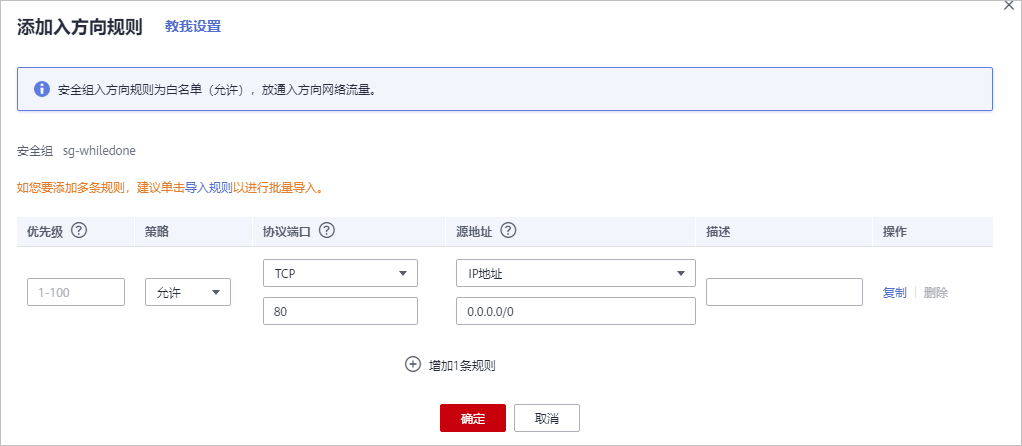 添加入方向规则 教我设置
安全组入方向规则为白名单（允许），放通入方向网络流量。
安全组 sg-whiledone
如您要添加多条规则，建议单击导入规则以进行批量导入。
优先级 策略 协议端口 源地址 描述 操作
TCP IP地址
1-100 允许 复制 删除
80 0.0.0.0/0
增加1条规则
确定 取消